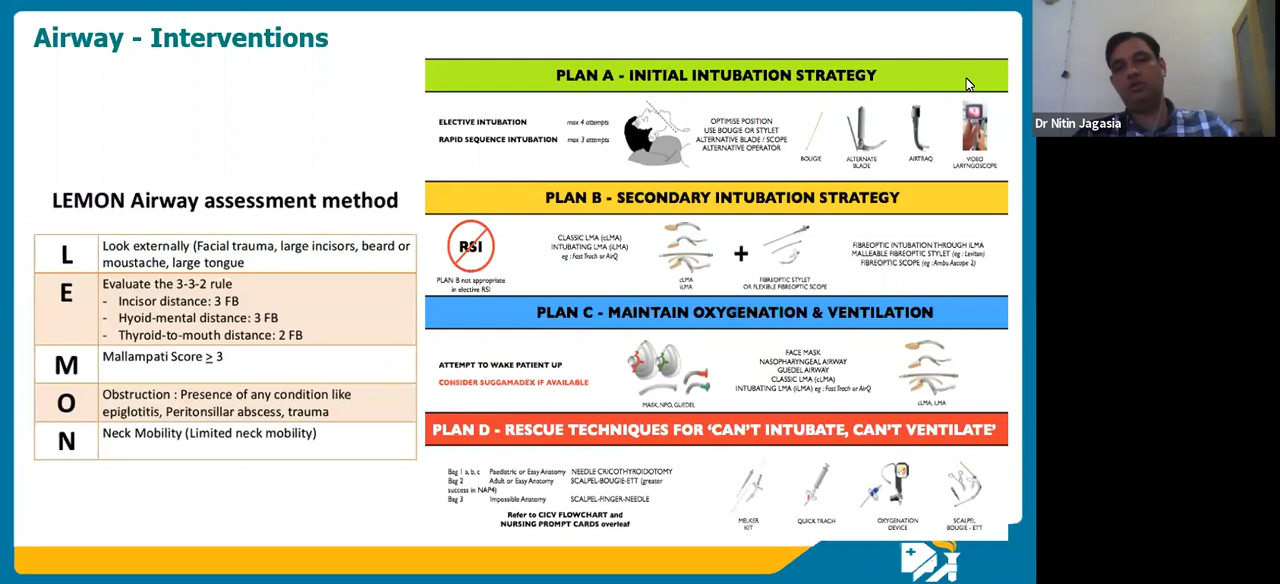 Airway - Interventions
LEMON Airway assessment method
L
Look externally (Facial trauma, large incisors, beard or
moustache, large tongue
E
Evaluate the 3-3-2 rule
- Incisor distance: 3 FB
- Hyoid-mental distance: 3 FB
- Thyroid-to-mouth distance: 2 FB
M
Mallampati Score ≥ 3
O
Obstruction : Presence of any condition like
epiglotitis, Peritonsillar abscess, trauma
N
Neck Mobility (Limited neck mobility)
PLAN A - INITIAL INTUBATION STRATEGY
ELECTIVE INTUBATION max 4 attempts
RAPID SEQUENCE INTUBATION max 3 attempts
OPTIMISE POSITION
USE BOUGIE OR STYLET
ALTERNATIVE BLADE / SCOPE
ALTERNATIVE OPERATOR
BOUGIE
ALTERNATE
BLADE
AIRTRAQ
VIDEO
LARYNGOSCOPE
PLAN B - SECONDARY INTUBATION STRATEGY
RSI
PLAN B not appropriate
in elective RSI
CLASSIC LMA (cLMA)
INTUBATING LMA (iLMA)
eg : Fast Trach or AirQ
cLMA
iLMA
+
FIBREOPTIC STYLET
OR FLEXIBLE FIBREOPTIC SCOPE
FIBREOPTIC INTUBATION THROUGH iLMA
MALLEABLE FIBREOPTIC STYLET (eg : Leviton)
FIBREOPTIC SCOPE (eg : Ambu Ascope 2)
PLAN C - MAINTAIN OXYGENATION & VENTILATION
ATTEMPT TO WAKE PATIENT UP
CONSIDER SUGGAMADEX IF AVAILABLE
MASK, NPO, GUEDEL
FACE MASK
NASOPHARYNGEAL AIRWAY
GUEDEL AIRWAY
CLASSIC LMA (cLMA)
INTUBATING LMA (iLMA) eg : Fast Trach or AirQ
cLMA, LMA
PLAN D - RESCUE TECHNIQUES FOR ‘CAN’T INTUBATE, CAN’T VENTILATE’
Bag 1 a, b, c Paediatric or Easy Anatomy NEEDLE CRICOTHYROIDOTOMY
Bag 2 Adult or Easy Anatomy SCALPEL-BOUGIE-ETT (greater
success in NAP4)
Bag 3 Impossible Anatomy SCALPEL-FINGER-NEEDLE
Refer to CICV FLOWCHART and
NURSING PROMPT CARDS overleaf
MELKER
KIT
QUICK TRACH
OXYGENATION
DEVICE
SCALPEL
BOUGIE - ETT
Dr Nitin Jagasia